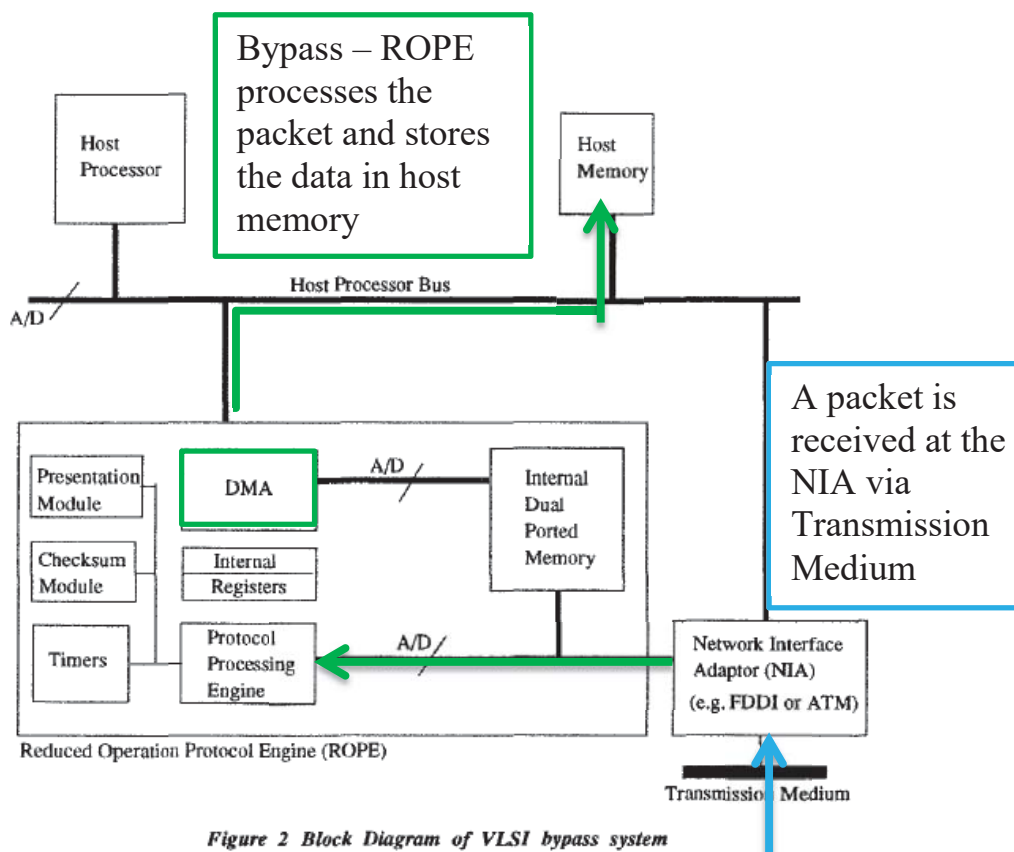 Bypass – ROPE
processes the
packet and stores
the data in host
memory
Host
Processor
Host
Memory
Host Processor Bus
A/D
A packet is
received at the
NIA via
Transmission
Medium
Presentation
Module
DMA
A/D
Internal
Dual
Ported
Memory
Checksum
Module
Internal
Registers
Timers
Protocol
Processing
Engine
A/D
Network Interface
Adaptor (NIA)
(e.g. FDDI or ATM)
Reduced Operation Protocol Engine (ROPE)
Transmission Medium
Figure 2 Block Diagram of VLSI bypass system